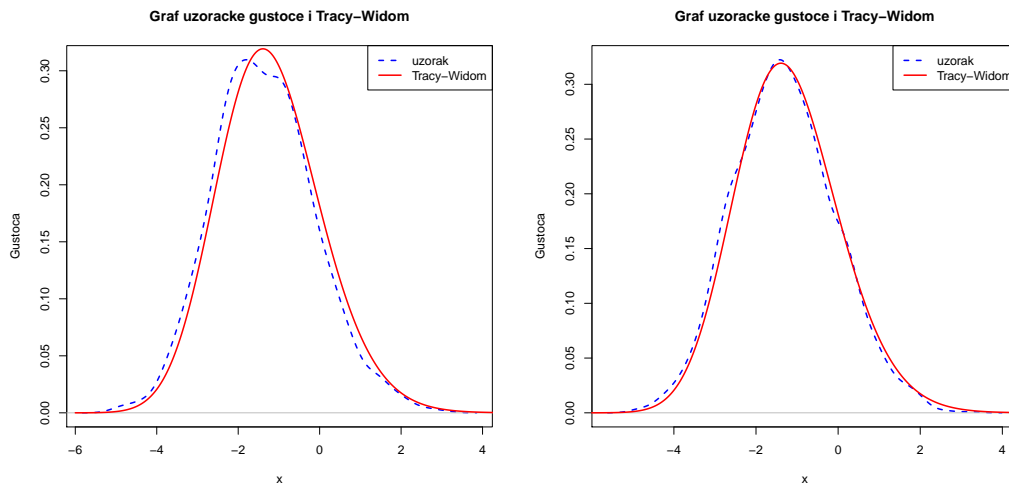 Graf uzoracke gustoce i Tracy−Widom
uzorak
Tracy−Widom
Gustoca
0.30
0.25
0.20
0.15
0.10
0.05
0.00
−6 −4 −2 0 2 4
x
Graf uzoracke gustoce i Tracy−Widom
uzorak
Tracy−Widom
Gustoca
0.30
0.25
0.20
0.15
0.10
0.05
0.00
−4 −2 0 2 4
x